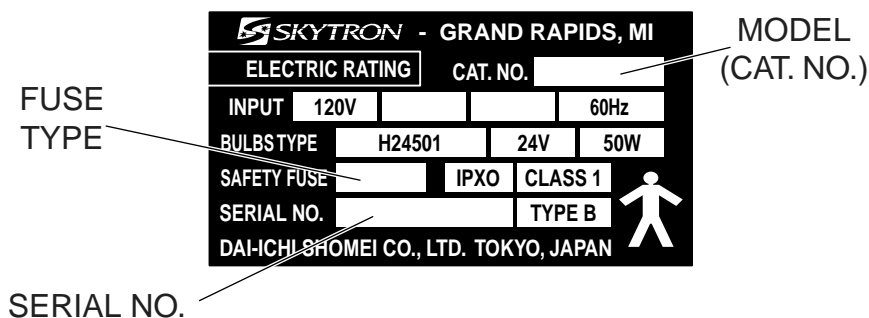 SKYTRON - GRAND RAPIDS, MI
MODEL
(CAT. NO.)
ELECTRIC RATING CAT. NO.
FUSE
TYPE
INPUT 120V 60Hz
BULBS TYPE H24501 24V 50W
SAFETY FUSE IPXO CLASS 1
SERIAL NO. TYPE B
DAI-ICHI SHOMEI CO., LTD. TOKYO, JAPAN
SERIAL NO.